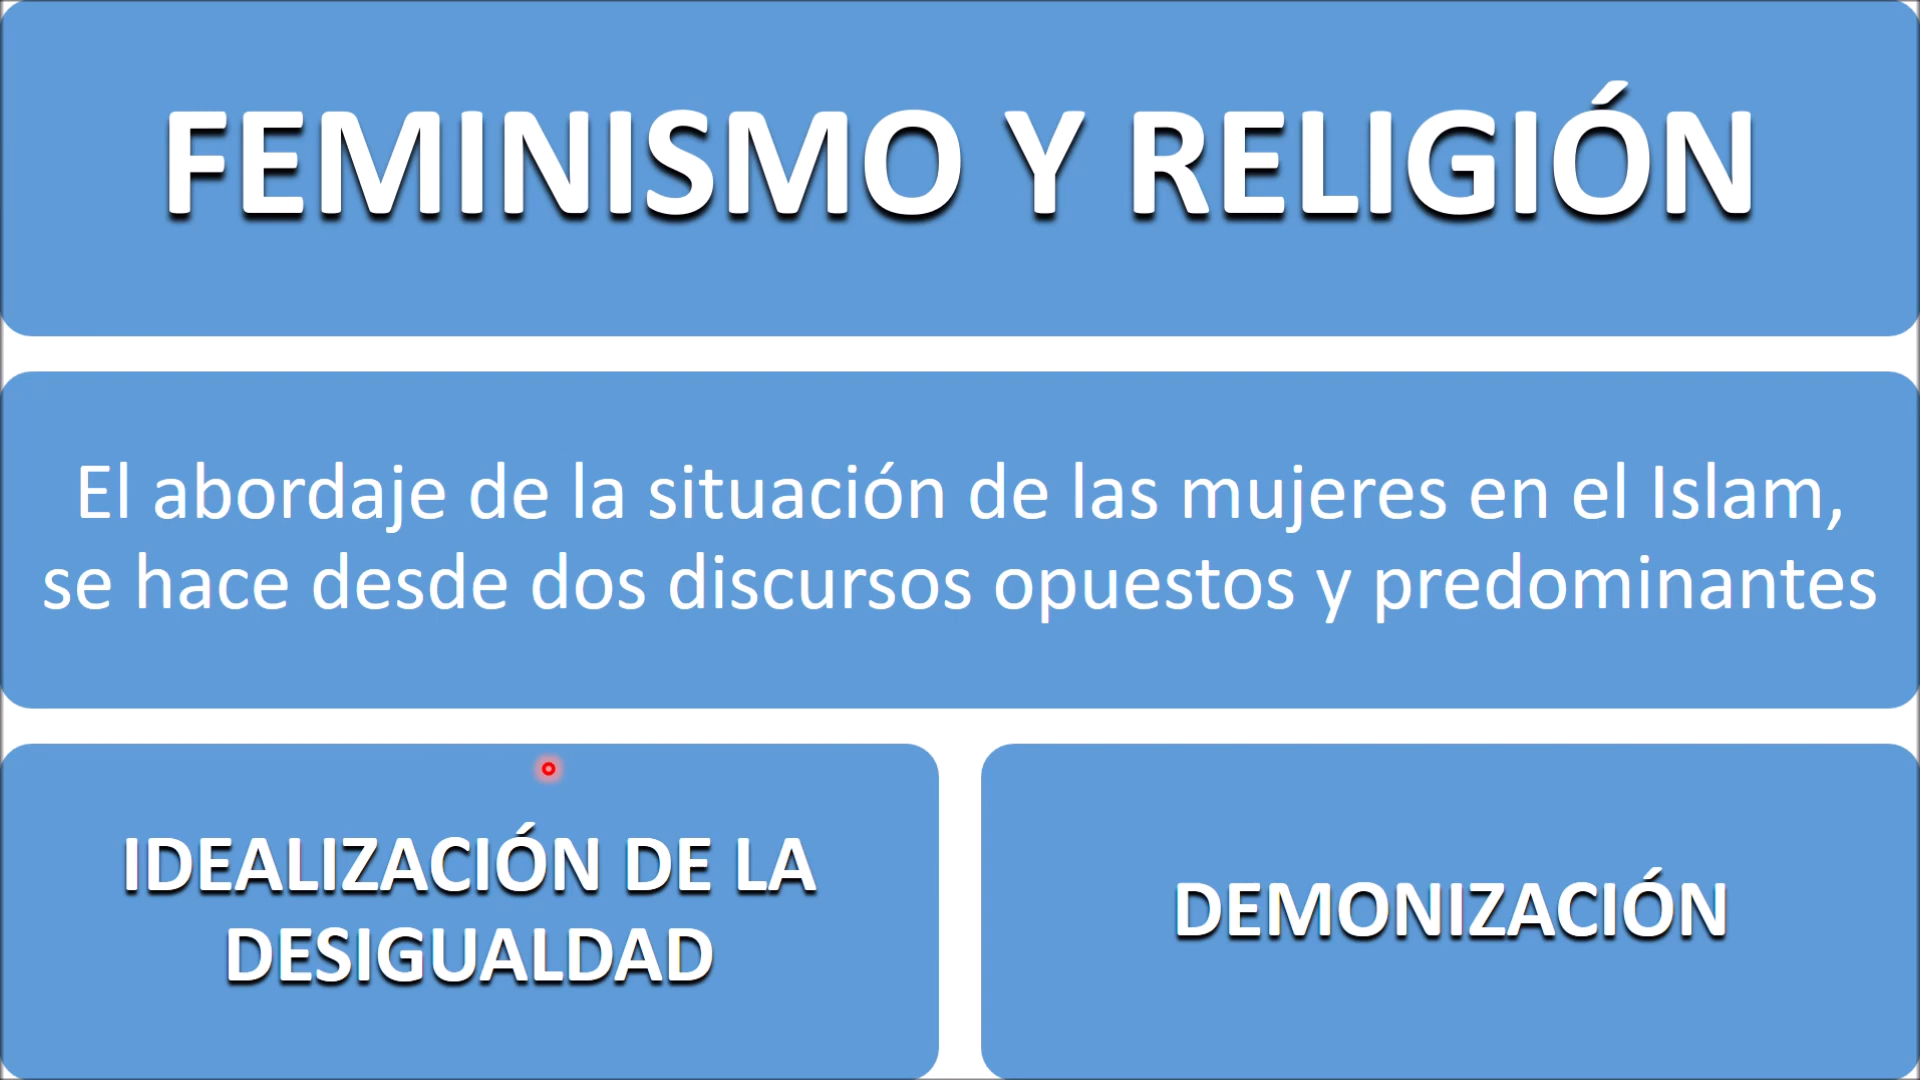 FEMINISMO Y RELIGIÓN
El abordaje de la situación de las mujeres en el Islam,
se hace desde dos discursos opuestos y predominantes
IDEALIZACIÓN DE LA
DESIGUALDAD
DEMONIZACIÓN